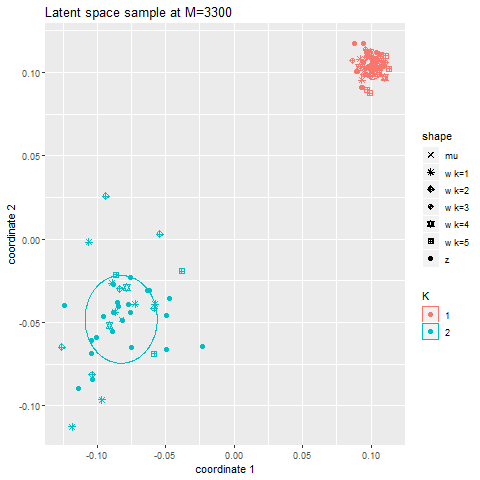 Latent space sample at M=3300
coordinate 2
0.10
0.05
0.00
-0.05
-0.10
-0.10
-0.05
0.00
0.05
0.10
coordinate 1
shape
mu
w k=1
w k=2
w k=3
w k=4
w k=5
z
K
1
2